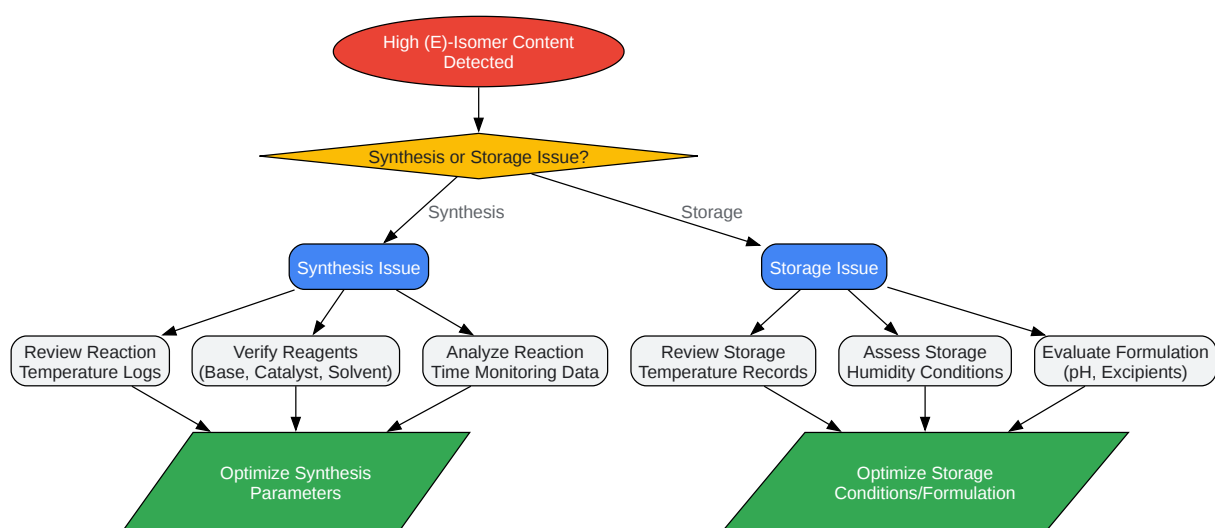 High (E)-Isomer Content
Detected
Synthesis or Storage Issue?
Synthesis
Storage
Synthesis Issue
Storage Issue
Review Reaction
Temperature Logs
Verify Reagents
(Base, Catalyst, Solvent)
Analyze Reaction
Time Monitoring Data
Review Storage
Temperature Records
Assess Storage
Humidity Conditions
Evaluate Formulation
(pH, Excipients)
Optimize Synthesis
Parameters
Optimize Storage
Conditions/Formulation